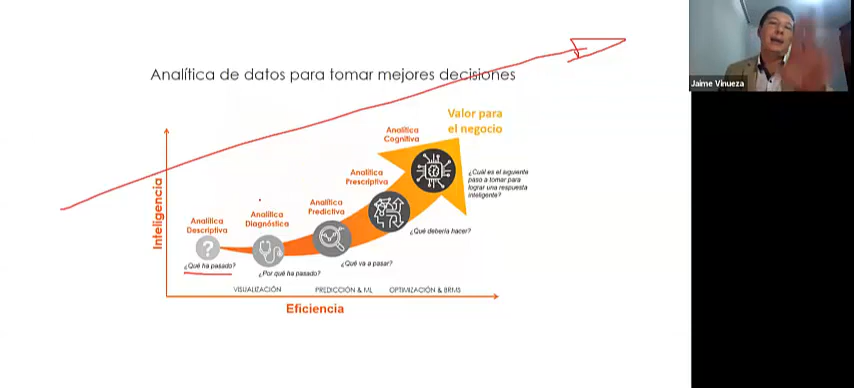 Jaime Vinueza
Analítica de datos para tomar mejores decisiones
Valor para
el negocio
Analítica
Cognitiva
¿Cuál es el siguiente
paso a tomar para
lograr una respuesta
inteligente?
Analítica
Prescriptiva
¿Qué debería hacer?
Analítica
Predictiva
¿Qué va a pasar?
Analítica
Diagnóstica
¿Por qué ha pasado?
Analítica
Descriptiva
?
¿Qué ha pasado?
Inteligencia
VISUALIZACIÓN
PREDICCIÓN & ML
OPTIMIZACIÓN & BRMS
Eficiencia